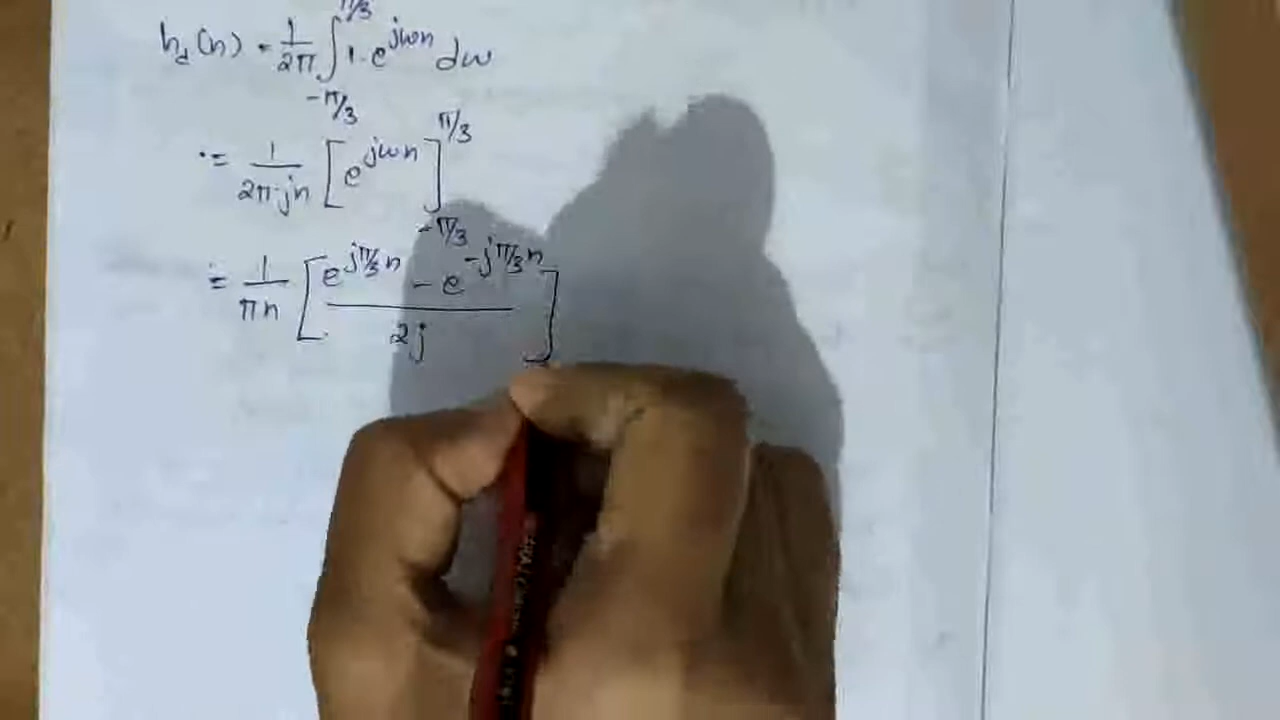 h_d(n) = 1/2π ∫_{-π/3}^{π/3} 1·e^{jωn} dω
= 1/2π·jn [e^{jωn}]_{-π/3}^{π/3}
= 1/πn [e^{jπ/3 n} - e^{-jπ/3 n} / 2j]